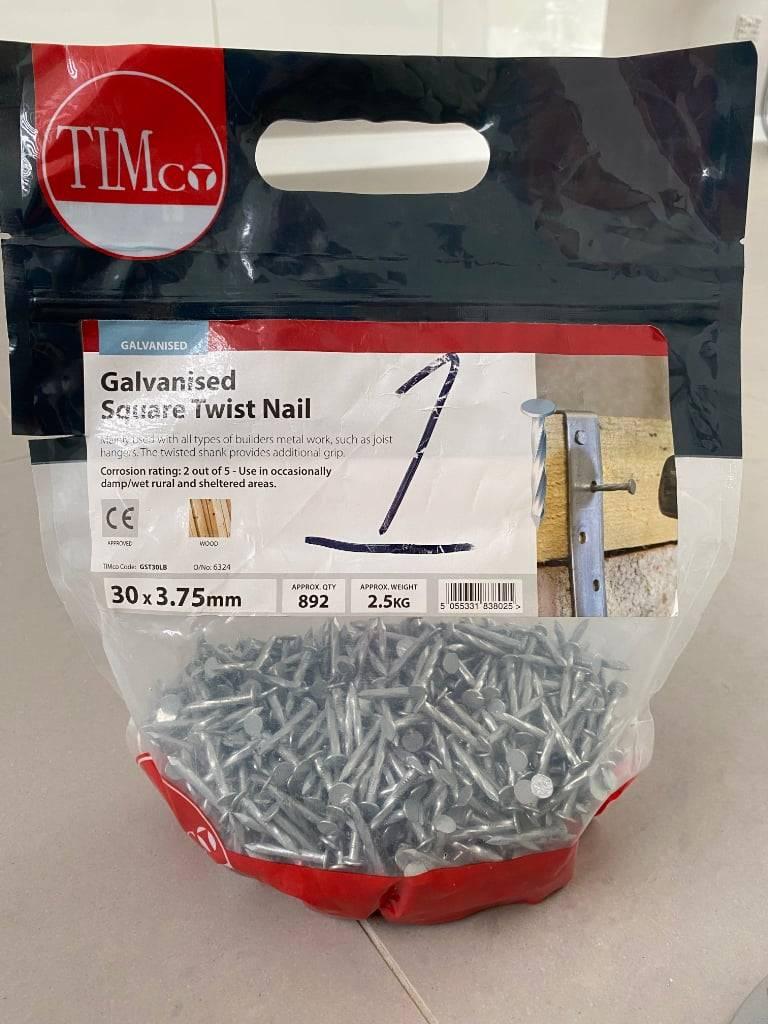 TIMco
GALVANISED
Galvanised
Square Twist Nail
Mainly used with all types of builders metal work, such as joist
hangers. The twisted shank provides additional grip.
Corrosion rating: 2 out of 5 - Use in occasionally
damp/wet rural and sheltered areas.
1
CE
APPROVED
WOOD
TIMco Code: GST30LB O/No: 6324
30 x 3.75mm
APPROX. QTY
892
APPROX. WEIGHT
2.5KG
5 055331 838025 >
co